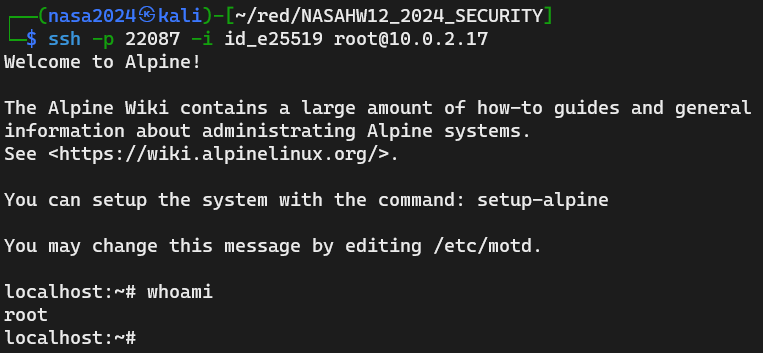 ┌──(nasa2024㉿kali)-[~/red/NASAHW12_2024_SECURITY]
└─$ ssh -p 22087 -i id_e25519 root@10.0.2.17
Welcome to Alpine!

The Alpine Wiki contains a large amount of how-to guides and general
information about administrating Alpine systems.
See <https://wiki.alpinelinux.org/>.

You can setup the system with the command: setup-alpine

You may change this message by editing /etc/motd.

localhost:~# whoami
root
localhost:~#